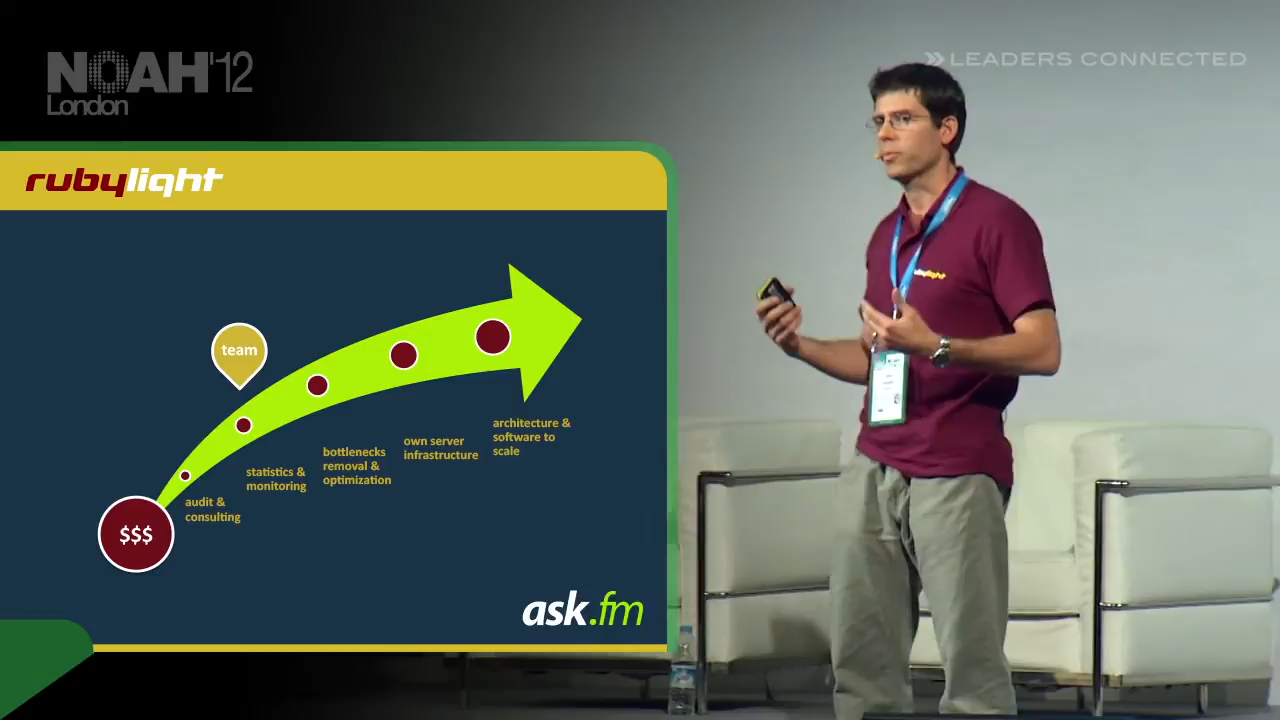 NOAH'12
London
LEADERS CONNECTED
rubylight
team
$$$
audit &
consulting
statistics &
monitoring
bottlenecks
removal &
optimization
own server
infrastructure
architecture &
software to
scale
ask.fm
rubylight